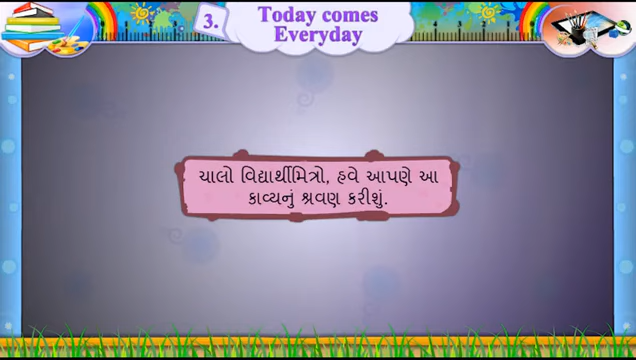 3.
Today comes
Everyday
ચાલો વિદ્યાર્થીમિત્રો, હવે આપણે આ
કાવ્યનું શ્રવણ કરીશું.